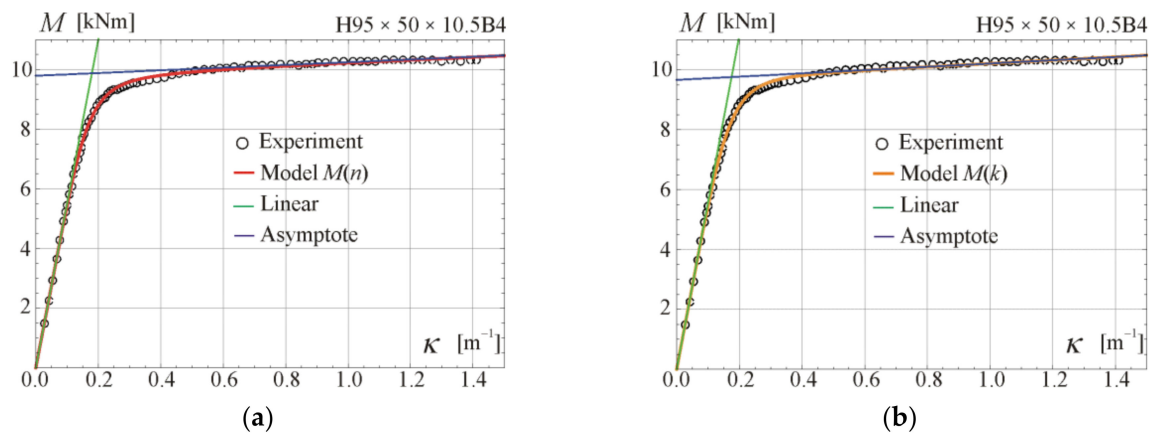 M [kNm] H95 × 50 × 10.5B4
10
8
6
4
2
Experiment
Model M(n)
Linear
Asymptote
κ [m⁻¹]
0.0 0.2 0.4 0.6 0.8 1.0 1.2 1.4
(a)
M [kNm] H95 × 50 × 10.5B4
10
8
6
4
2
Experiment
Model M(k)
Linear
Asymptote
κ [m⁻¹]
0.0 0.2 0.4 0.6 0.8 1.0 1.2 1.4
(b)